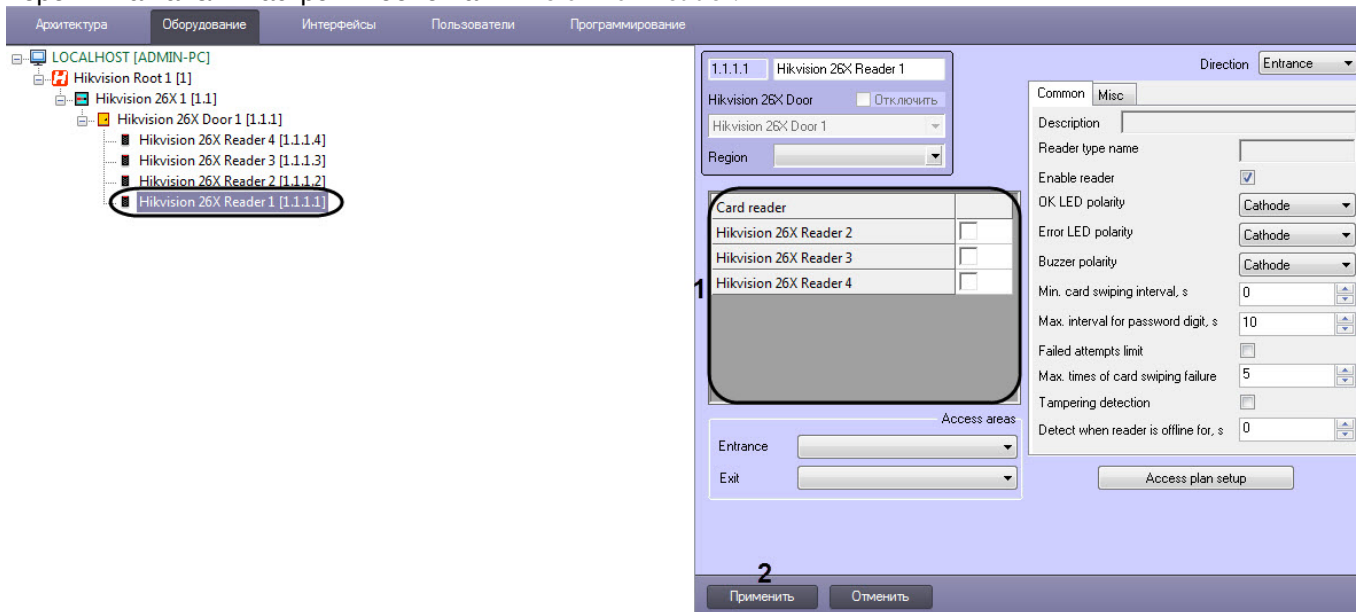 Архитектура Оборудование Интерфейсы Пользователи Программирование
LOCALHOST [ADMIN-PC]
Hikvision Root 1 [1]
Hikvision 26X 1 [1.1]
Hikvision 26X Door 1 [1.1.1]
Hikvision 26X Reader 4 [1.1.1.4]
Hikvision 26X Reader 3 [1.1.1.3]
Hikvision 26X Reader 2 [1.1.1.2]
Hikvision 26X Reader 1 [1.1.1.1]
1.1.1.1 Hikvision 26X Reader 1
Hikvision 26X Door Отключить
Hikvision 26X Door 1
Region
1
Card reader
Hikvision 26X Reader 2
Hikvision 26X Reader 3
Hikvision 26X Reader 4
Access areas
Entrance
Exit
Direction Entrance
Common Misc
Description
Reader type name
Enable reader
OK LED polarity Cathode
Error LED polarity Cathode
Buzzer polarity Cathode
Min. card swiping interval, s 0
Max. interval for password digit, s 10
Failed attempts limit
Max. times of card swiping failure 5
Tampering detection
Detect when reader is offline for, s 0
Access plan setup
2
Применить Отменить